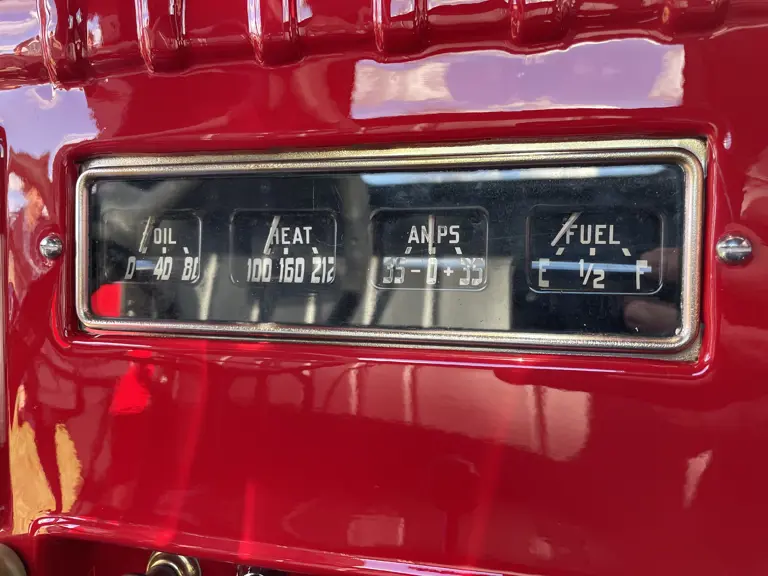 OIL
0 40 80
HEAT
100 160 212
AMPS
35 - 0 + 35
FUEL
E 1/2 F